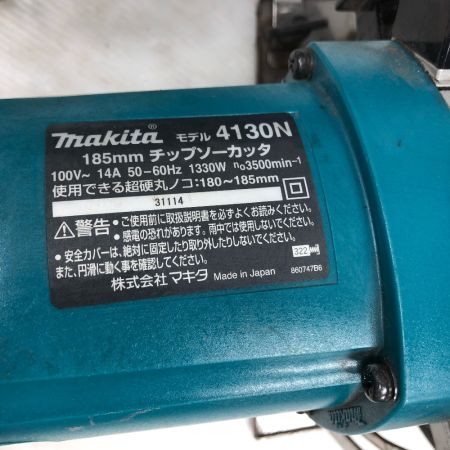 makita® モデル 4130N
185mm チップソーカッタ
100V~ 14A 50-60Hz 1330W n₀3500min-1
使用できる超硬丸ノコ:180~185mm
31114
⚠警告 ・ご使用前に取扱説明書を必ずよくお読みください。
・感電の恐れがあります。雨中では使用しないでください。
・安全カバーは、絶対に固定したり取り外したりしないでください。
また、円滑に動く事を確認してください。
322
株式会社 マキタ Made in Japan 860747B6
makita